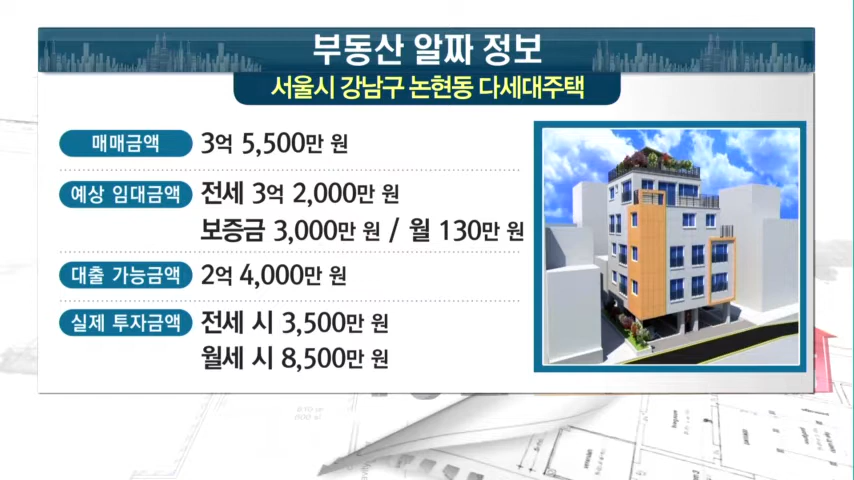 부동산 알짜 정보
서울시 강남구 논현동 다세대주택
매매금액 3억 5,500만 원
예상 임대금액 전세 3억 2,000만 원
보증금 3,000만 원 / 월 130만 원
대출 가능금액 2억 4,000만 원
실제 투자금액 전세 시 3,500만 원
월세 시 8,500만 원